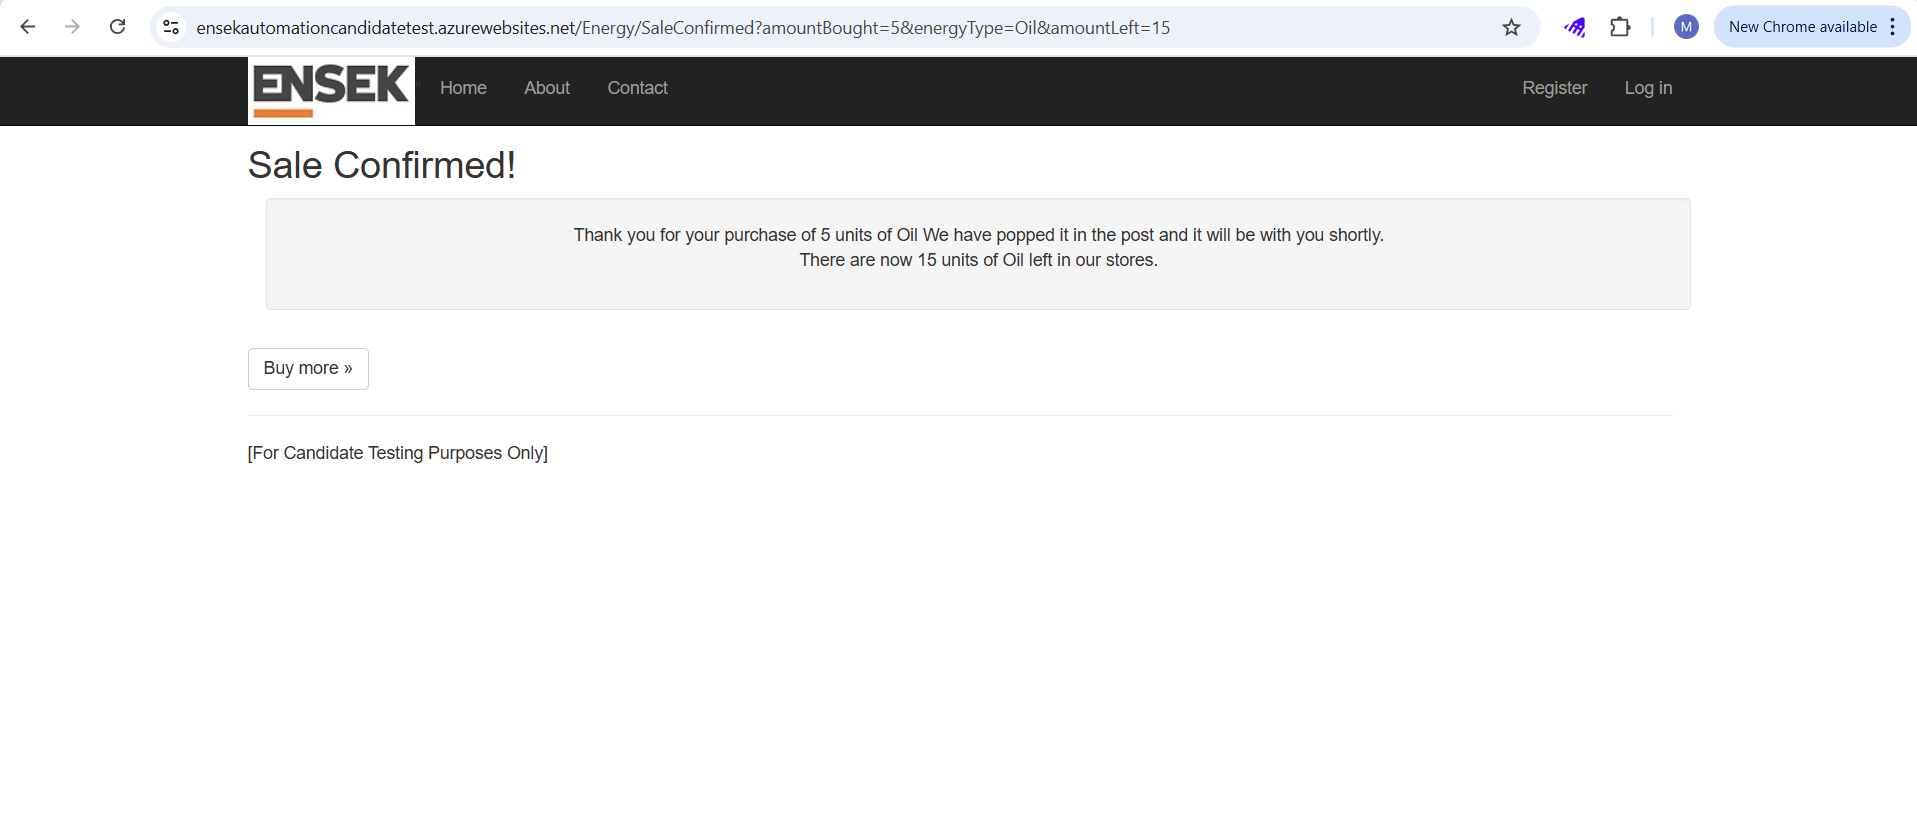 ensekautomationcandidatetest.azurewebsites.net/Energy/SaleConfirmed?amountBought=5&energyType=Oil&amountLeft=15
M
New Chrome available
ENSEK
Home
About
Contact
Register
Log in
Sale Confirmed!
Thank you for your purchase of 5 units of Oil We have popped it in the post and it will be with you shortly.
There are now 15 units of Oil left in our stores.
Buy more »
[For Candidate Testing Purposes Only]